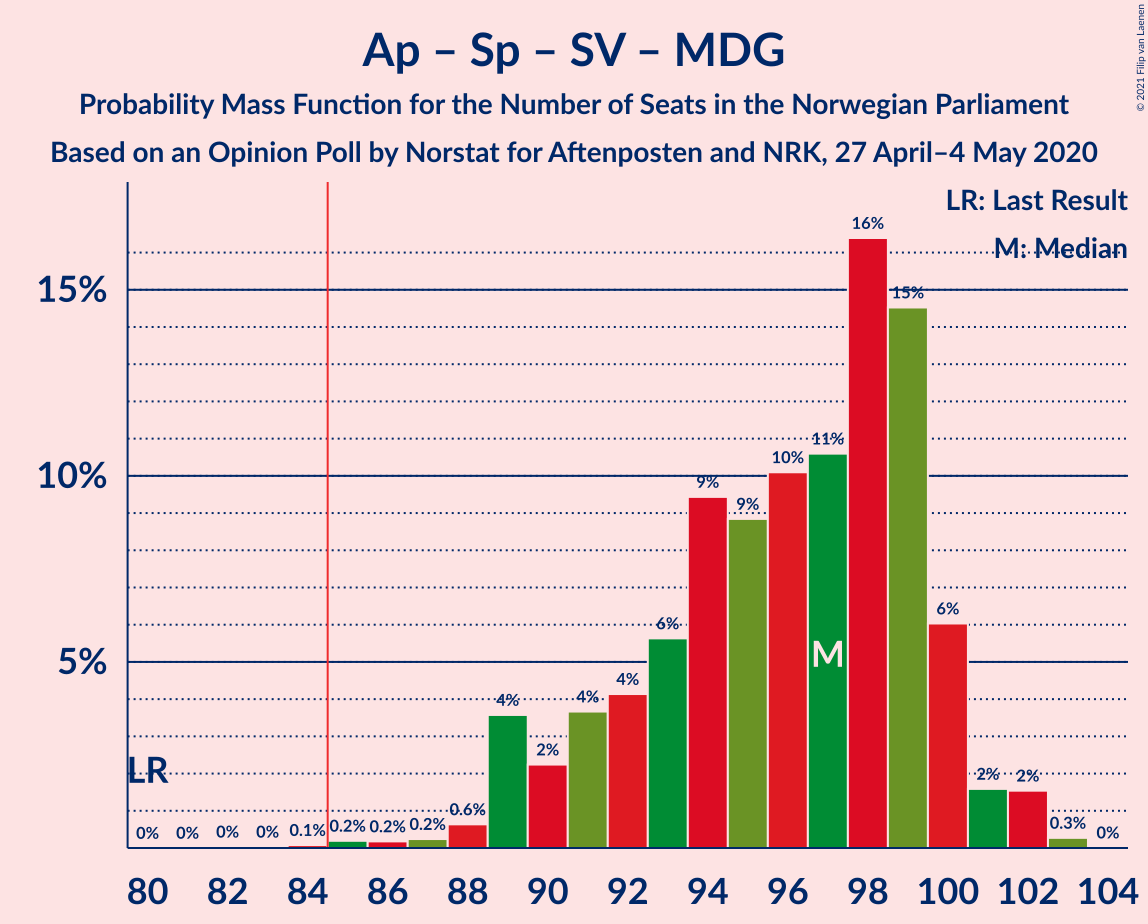 Ap – Sp – SV – MDG
Probability Mass Function for the Number of Seats in the Norwegian Parliament
Based on an Opinion Poll by Norstat for Aftenposten and NRK, 27 April–4 May 2020
© 2021 Filip van Laenen
LR: Last Result
M: Median
15%
10%
5%
LR
M
0% 0% 0% 0% 0.1% 0.2% 0.2% 0.2% 0.6% 4% 2% 4% 4% 6% 9% 9% 10% 11% 16% 15% 6% 2% 2% 0.3% 0%
80 82 84 86 88 90 92 94 96 98 100 102 104